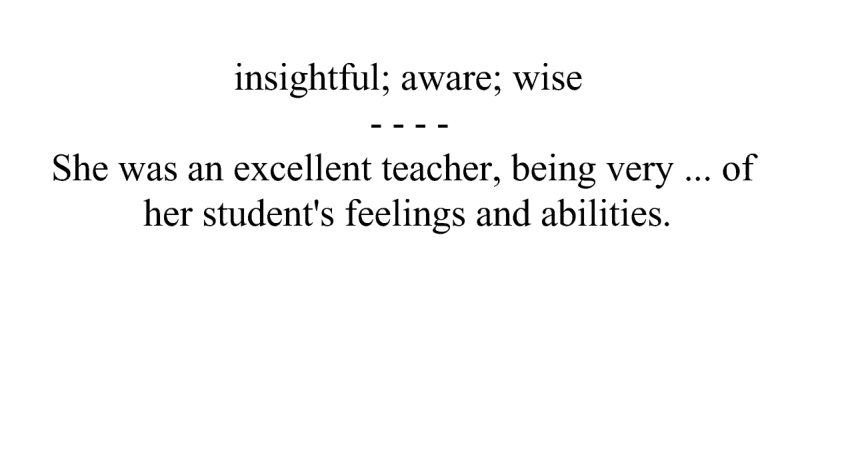 insightful; aware; wise
- - - -
She was an excellent teacher, being very ... of
her student's feelings and abilities.